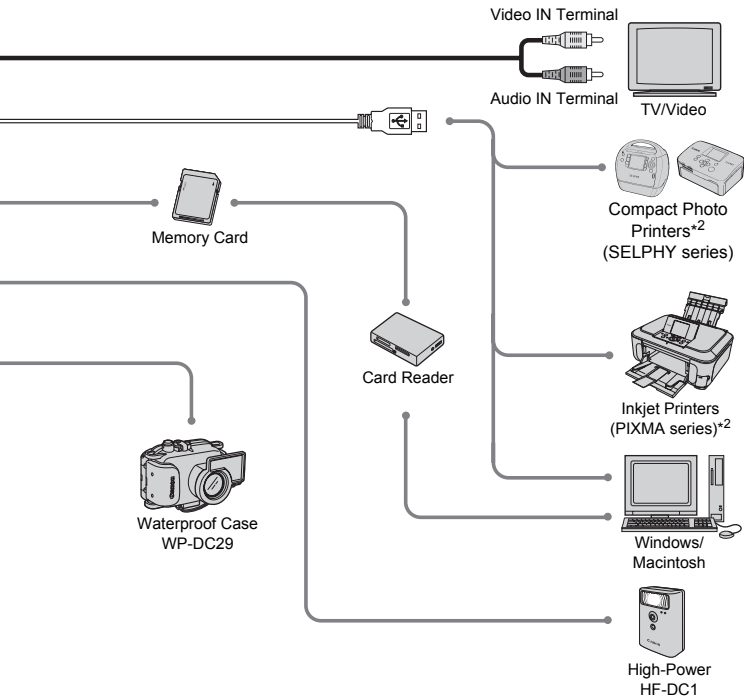 Video IN Terminal
Audio IN Terminal
TV/Video
Compact Photo
Printers*2
(SELPHY series)
Memory Card
Card Reader
Inkjet Printers
(PIXMA series)*2
Waterproof Case
WP-DC29
Windows/
Macintosh
High-Power
HF-DC1